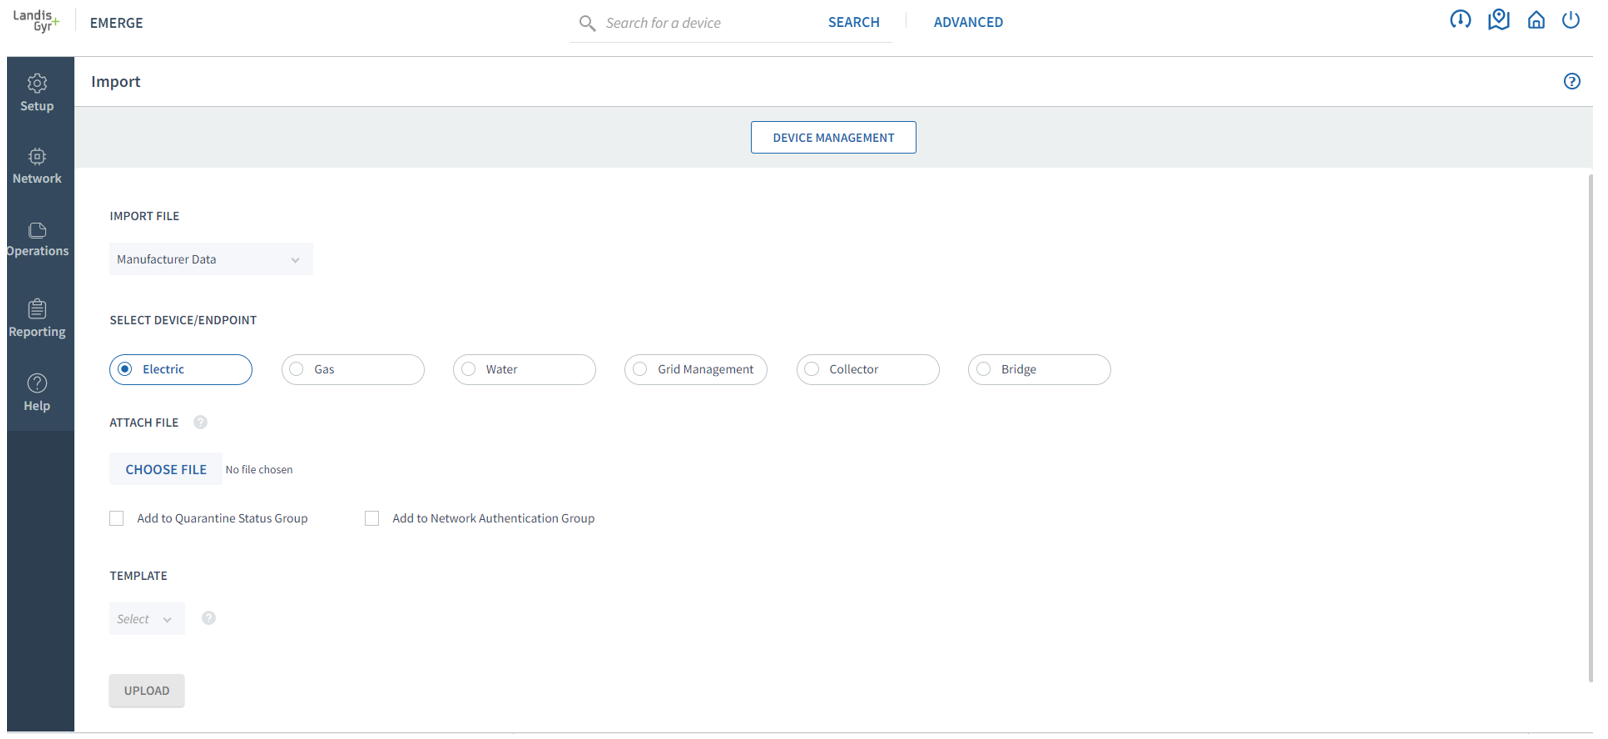 Landis
Gyr+
EMERGE
Search for a device
SEARCH
ADVANCED
Setup
Network
Operations
Reporting
Help
Import
?
DEVICE MANAGEMENT
IMPORT FILE
Manufacturer Data
SELECT DEVICE/ENDPOINT
Electric
Gas
Water
Grid Management
Collector
Bridge
ATTACH FILE ?
CHOOSE FILE No file chosen
Add to Quarantine Status Group
Add to Network Authentication Group
TEMPLATE
Select ?
UPLOAD